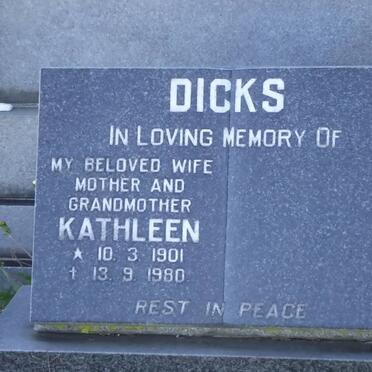 DICKS
IN LOVING MEMORY OF
MY BELOVED WIFE
MOTHER AND
GRANDMOTHER
KATHLEEN
★ 10. 3. 1901
† 13. 9. 1980
REST IN PEACE